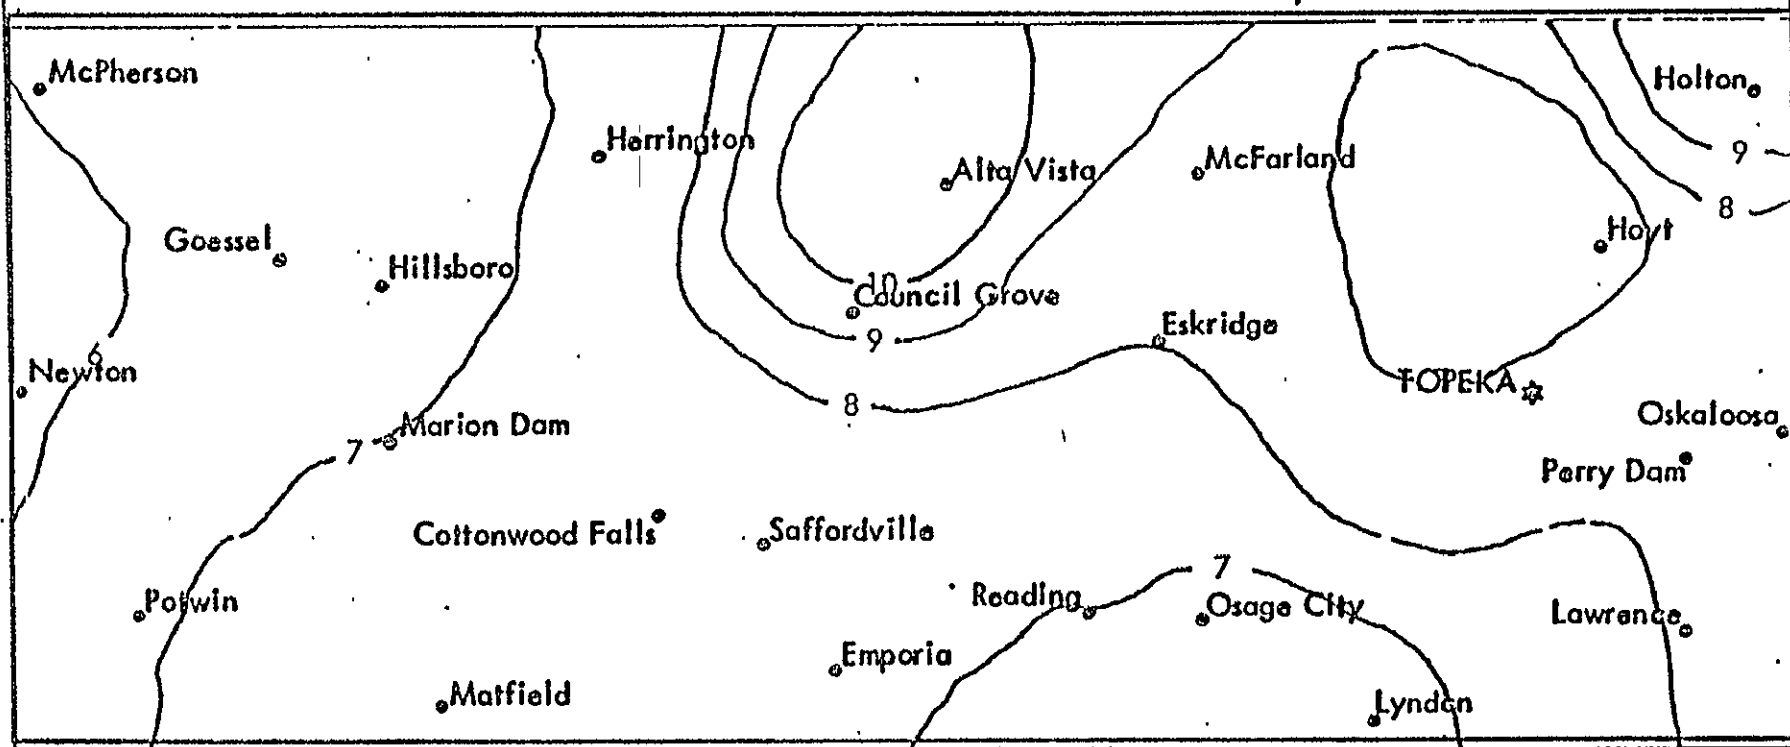 McPherson
Holton
Herrington
Alta Vista
McFarland
9
8
Goessel
Hillsboro
Hoyt
10
Council Grove
Eskridge
9
6
Newton
TOPEKA
8
Oskaloosa
Marion Dam
7
Perry Dam
Cottonwood Falls
Saffordville
7
Potwin
Reading
Osage City
Lawrence
Emporia
Matfield
Lyndon